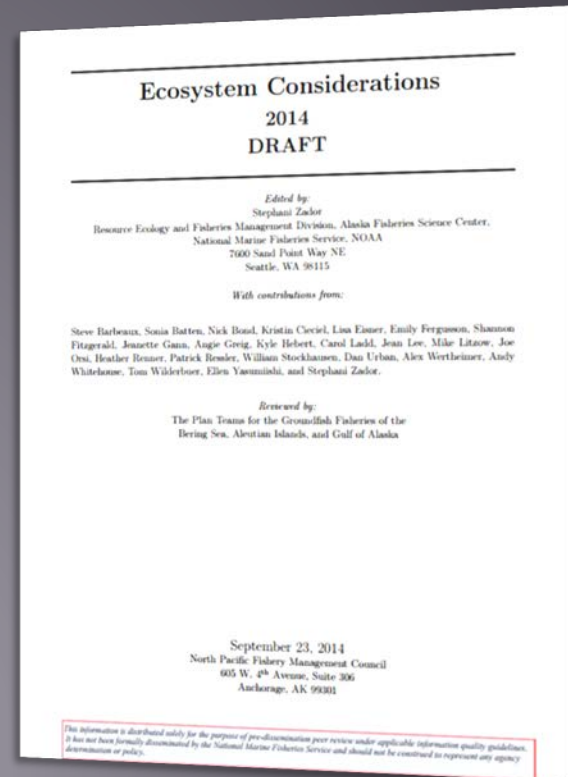 Ecosystem Considerations
2014
DRAFT
Edited by:
Stephani Zador
Resource Ecology and Fisheries Management Division, Alaska Fisheries Science Center,
National Marine Fisheries Service, NOAA
7600 Sand Point Way NE
Seattle, WA 98115
With contributions from:
Steve Barbeaux, Sonia Batten, Nick Bond, Kristin Cieciel, Lisa Eisner, Emily Fergusson, Shannon
Fitzgerald, Jeanette Gann, Angie Greig, Kyle Hebert, Carol Ladd, Jean Lee, Mike Litzow, Joe
Orsi, Heather Renner, Patrick Ressler, William Stockhausen, Dan Urban, Alex Wertheimer, Andy
Whitehouse, Tom Wilderbuer, Ellen Yasumiishi, and Stephani Zador.
Reviewed by:
The Plan Teams for the Groundfish Fisheries of the
Bering Sea, Aleutian Islands, and Gulf of Alaska
September 23, 2014
North Pacific Fishery Management Council
605 W. 4th Avenue, Suite 306
Anchorage, AK 99301
This information is distributed solely for the purpose of pre-dissemination peer review under applicable information quality guidelines.
It has not been formally disseminated by the National Marine Fisheries Service and should not be construed to represent any agency
determination or policy.